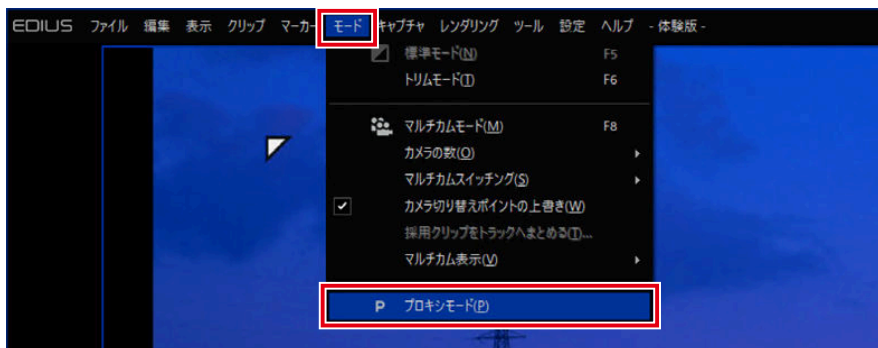 EDIUS ファイル 編集 表示 クリップ マーカー モード キャプチャ レンダリング ツール 設定 ヘルプ - 体験版 -
標準モード(N) F5
トリムモード(T) F6
マルチカムモード(M) F8
カメラの数(O)
マルチカムスイッチング(S)
カメラ切り替えポイントの上書き(W)
採用クリップをトラックへまとめる(T)...
マルチカム表示(V)
P プロキシモード(P)